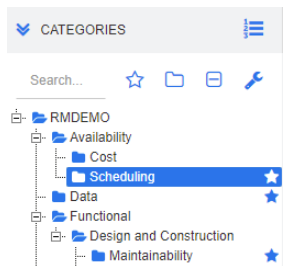 CATEGORIES
Search...
RMDEMO
Availability
Cost
Scheduling
Data
Functional
Design and Construction
Maintainability